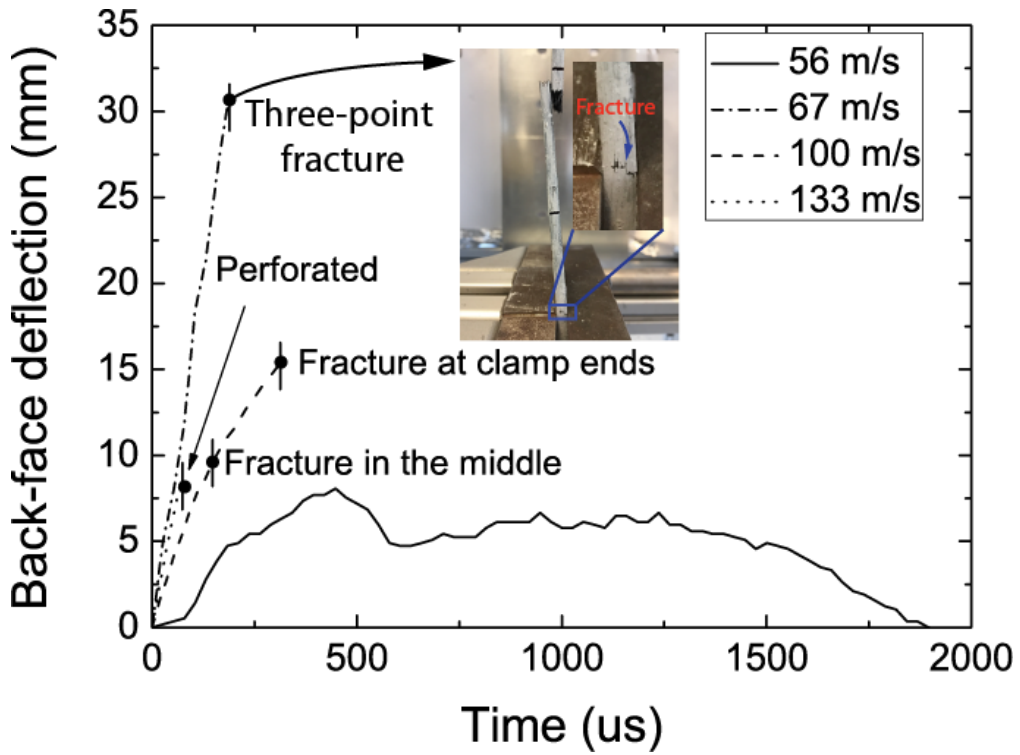 35
30
25
20
15
10
5
0
Back-face deflection (mm)
0
500
1000
1500
2000
Time (us)
56 m/s
67 m/s
100 m/s
133 m/s
Three-point
fracture
Fracture
Perforated
Fracture at clamp ends
Fracture in the middle